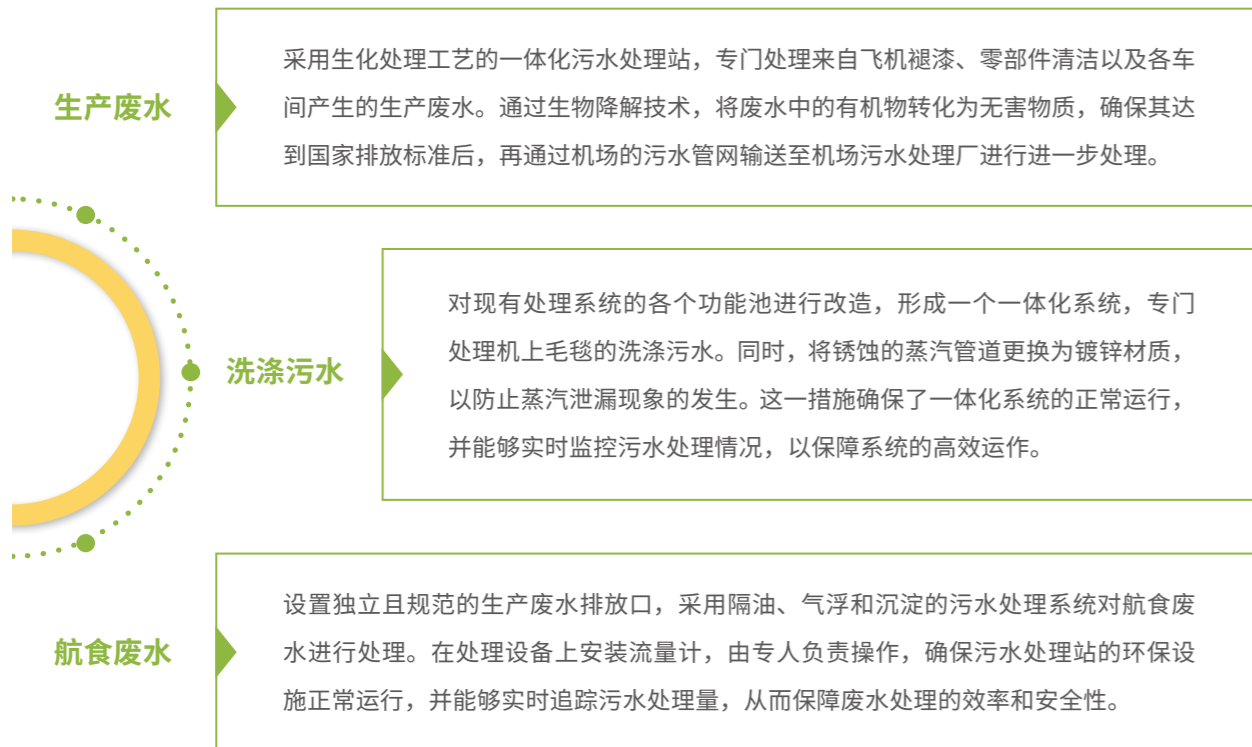 生产废水
采用生化处理工艺的一体化污水处理站，专门处理来自飞机褪漆、零部件清洁以及各车
间产生的生产废水。通过生物降解技术，将废水中的有机物转化为无害物质，确保其达
到国家排放标准后，再通过机场的污水管网输送至机场污水处理厂进行进一步处理。
洗涤污水
对现有处理系统的各个功能池进行改造，形成一个一体化系统，专门
处理机上毛毯的洗涤污水。同时，将锈蚀的蒸汽管道更换为镀锌材质，
以防止蒸汽泄漏现象的发生。这一措施确保了一体化系统的正常运行，
并能够实时监控污水处理情况，以保障系统的高效运作。
航食废水
设置独立且规范的生产废水排放口，采用隔油、气浮和沉淀的污水处理系统对航食废
水进行处理。在处理设备上安装流量计，由专人负责操作，确保污水处理站的环保设
施正常运行，并能够实时追踪污水处理量，从而保障废水处理的效率和安全性。